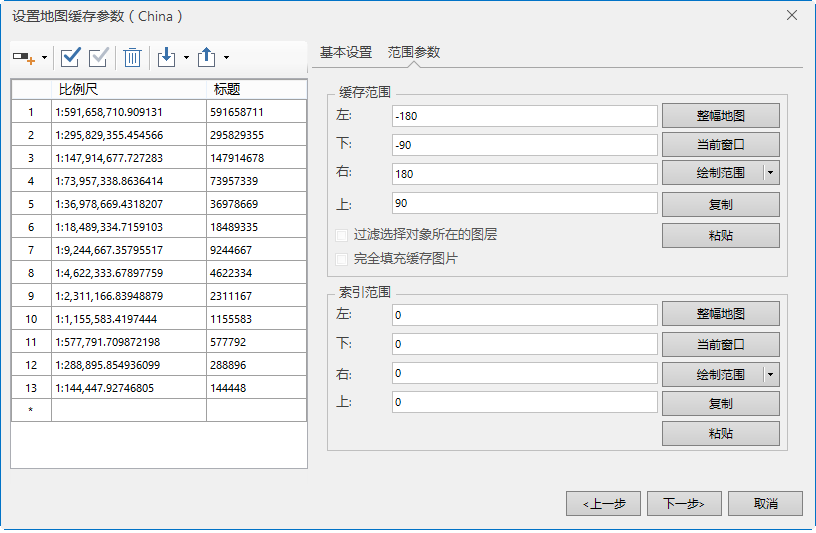 设置地图缓存参数（China）
基本设置 范围参数
比例尺 标题
1 1:591,658,710.909131 591658711
2 1:295,829,355.454566 295829355
3 1:147,914,677.727283 147914678
4 1:73,957,338.8636414 73957339
5 1:36,978,669.4318207 36978669
6 1:18,489,334.7159103 18489335
7 1:9,244,667.35795517 9244667
8 1:4,622,333.67897759 4622334
9 1:2,311,166.83948879 2311167
10 1:1,155,583.4197444 1155583
11 1:577,791.709872198 577792
12 1:288,895.854936099 288896
13 1:144,447.92746805 144448
*
缓存范围
左: -180 整幅地图
下: -90 当前窗口
右: 180 绘制范围
上: 90 复制
过滤选择对象所在的图层 粘贴
完全填充缓存图片
索引范围
左: 0 整幅地图
下: 0 当前窗口
右: 0 绘制范围
上: 0 复制
粘贴
<上一步 下一步> 取消